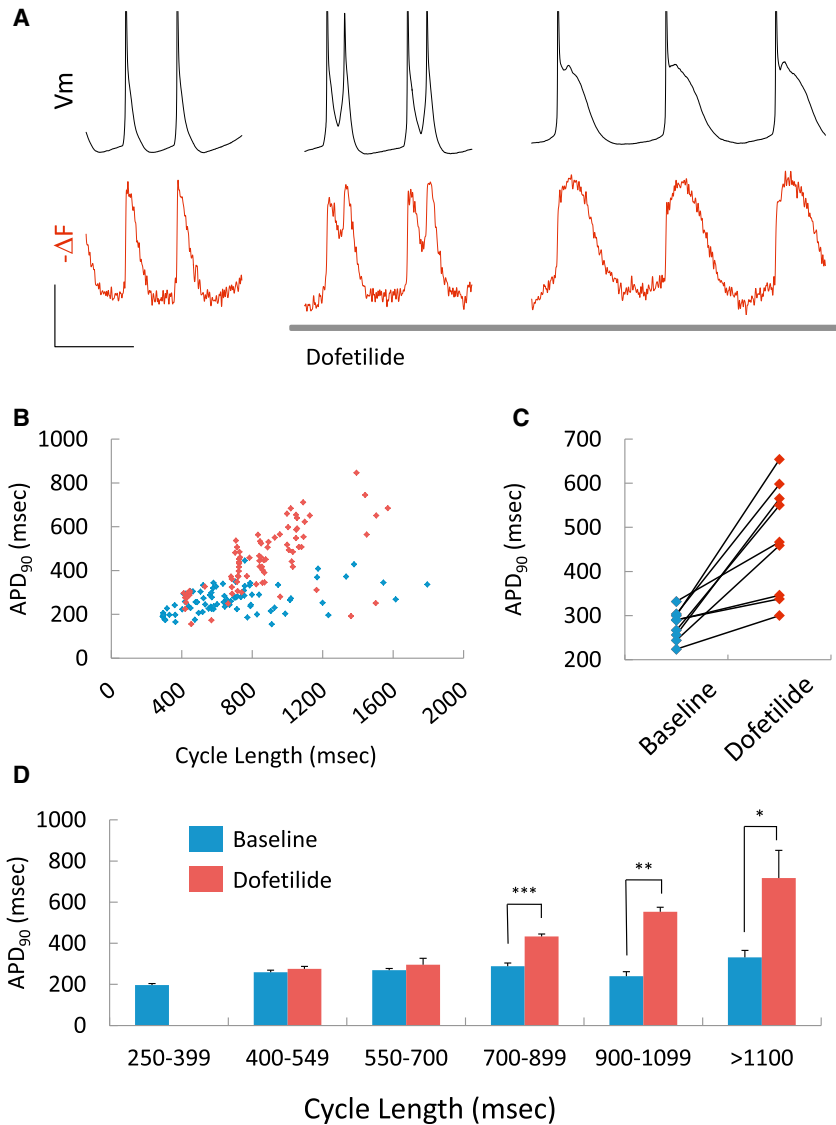 A
Vm
-ΔF
Dofetilide
B
1000
800
600
400
200
0
APD90 (msec)
0
400
800
1200
1600
2000
Cycle Length (msec)
C
700
600
500
400
300
200
APD90 (msec)
Baseline
Dofetilide
D
1000
800
600
400
200
0
APD90 (msec)
Baseline
Dofetilide
***
**
*
250-399
400-549
550-700
700-899
900-1099
>1100
Cycle Length (msec)